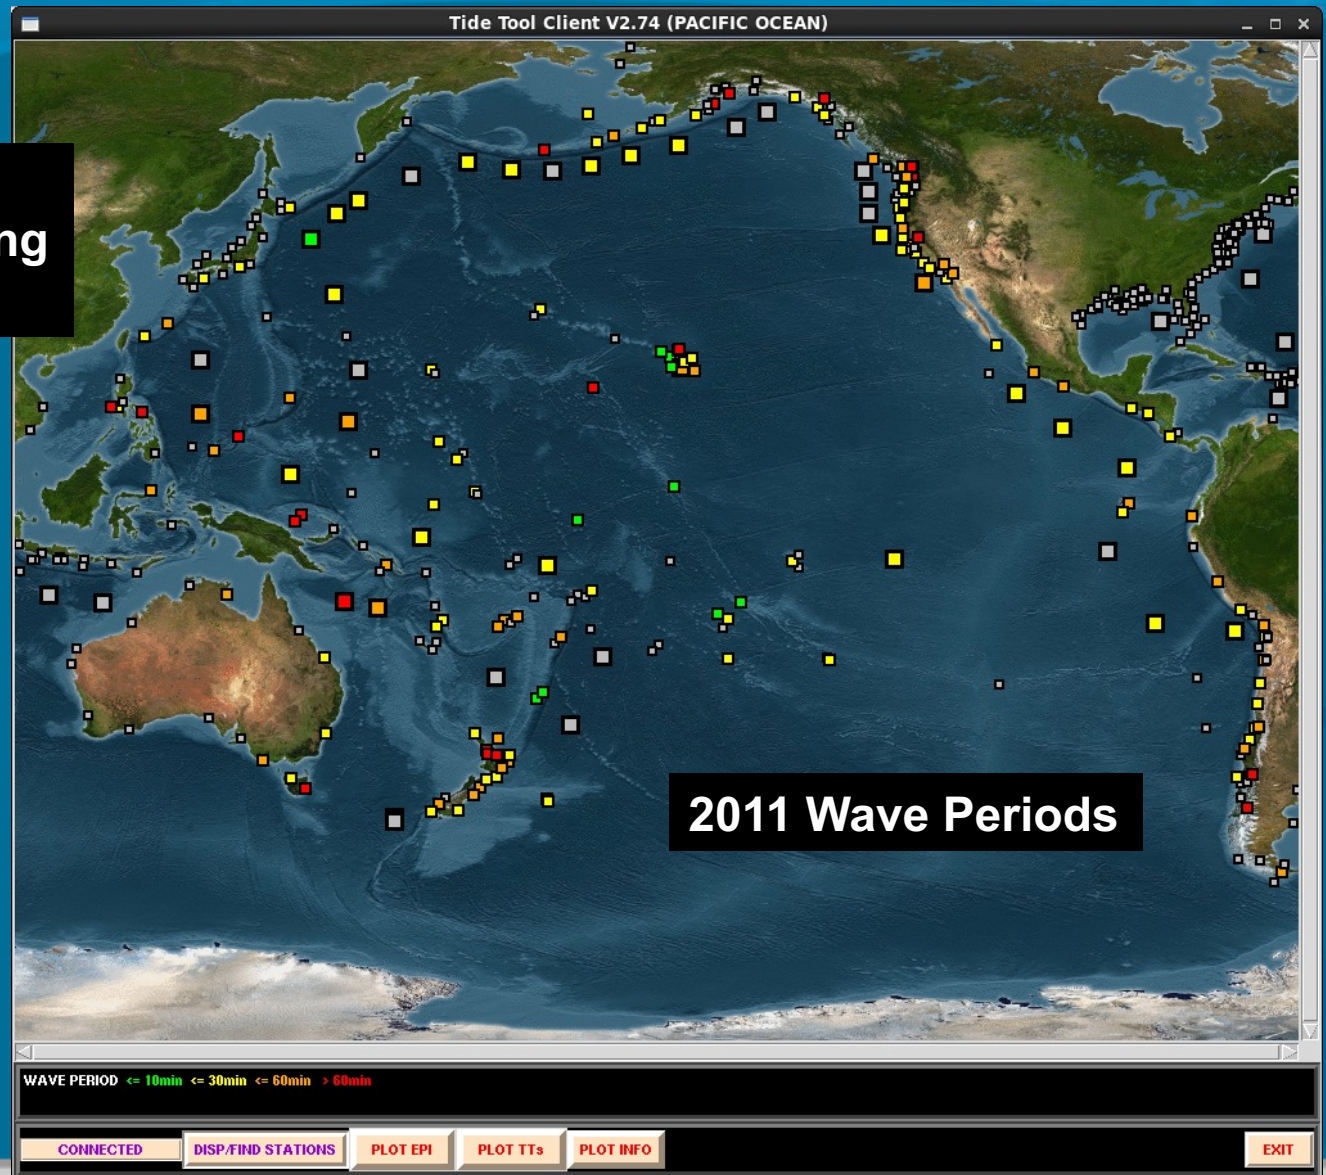 Tide Tool Client V2.74 (PACIFIC OCEAN)
2011 Wave Periods
WAVE PERIOD <= 10min <= 30min <= 60min > 60min
CONNECTED DISP/FIND STATIONS PLOT EPI PLOT TTs PLOT INFO EXIT